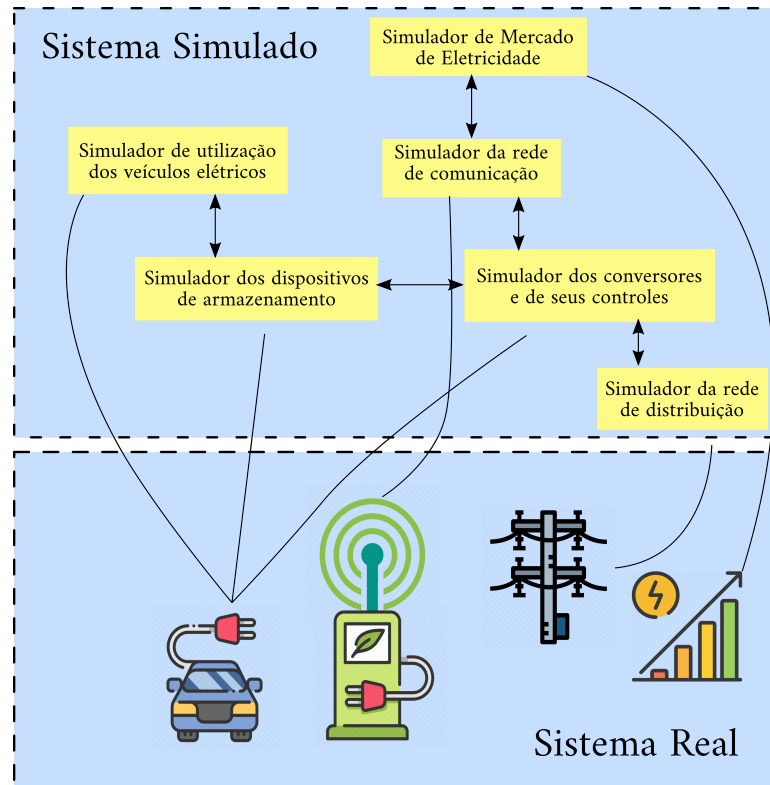 Sistema Simulado
Simulador de Mercado
de Eletricidade
Simulador de utilização
dos veículos elétricos
Simulador da rede
de comunicação
Simulador dos dispositivos
de armazenamento
Simulador dos conversores
e de seus controles
Simulador da rede
de distribuição
Sistema Real